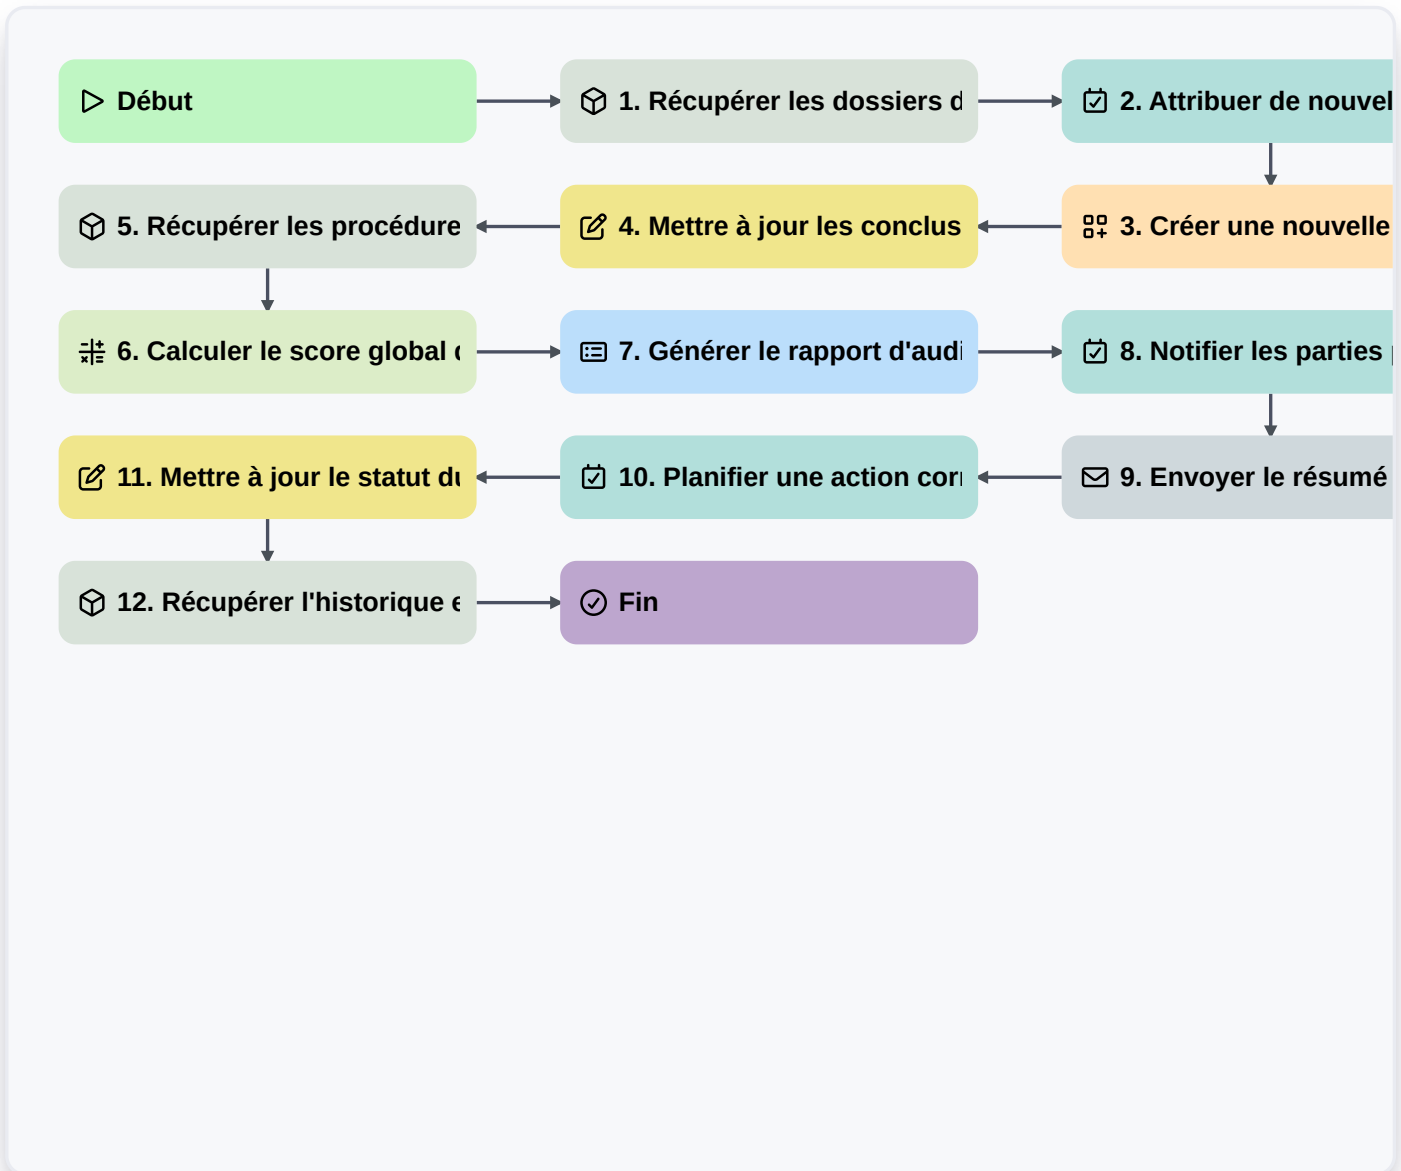 Début
1. Récupérer les dossiers d
2. Attribuer de nouvel
5. Récupérer les procédure
4. Mettre à jour les conclus
3. Créer une nouvelle
6. Calculer le score global
7. Générer le rapport d'audi
8. Notifier les parties
11. Mettre à jour le statut du
10. Planifier une action corr
9. Envoyer le résumé
12. Récupérer l'historique e
Fin